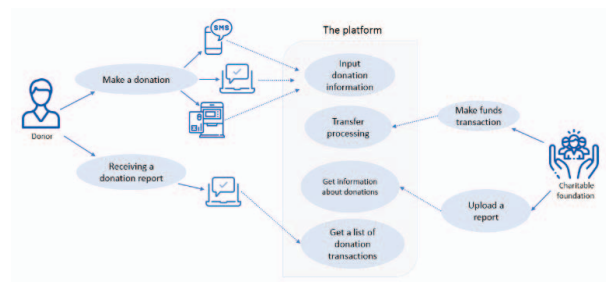 SMS
The platform
Input
donation
information
Make a donation
Donor
Transfer
processing
Make funds
transaction
Receiving a
donation report
Get information
about donations
Upload a
report
Charitable
foundation
Get a list of
donation
transactions